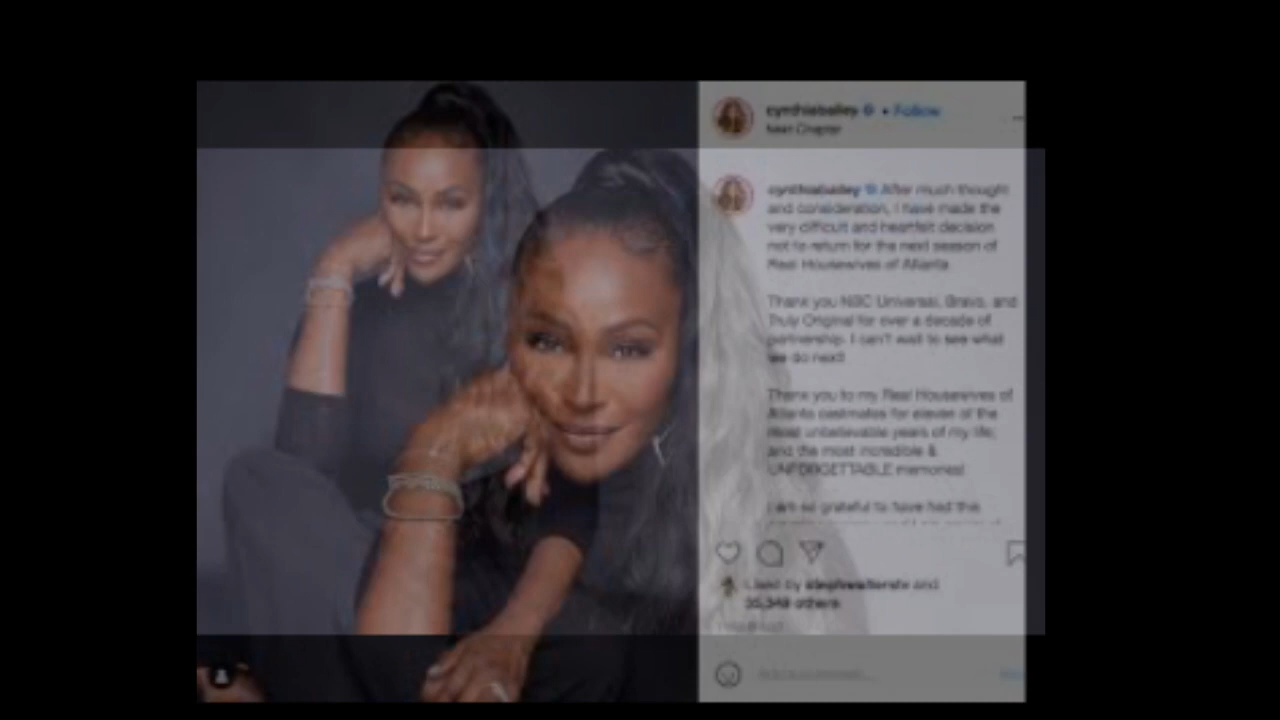 cynthiabailey • Follow
cynthiabailey After much thought
and consideration, I have made the
very difficult and heartfelt decision
not to return for the next season of
Real Housewives of Atlanta.
Thank you NBC Universal, Bravo, and
Truly Original for over a decade of
partnership. I can't wait to see what
we do next!
Thank you to my Real Housewives of
Atlanta castmates for eleven of the
most unbelievable years of my life,
and the most incredible &
UNFORGETTABLE memories!
I am so grateful to have had this
Liked by and
others